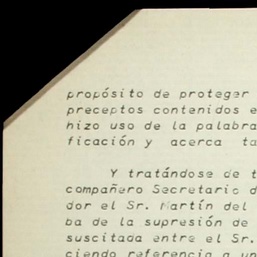 propósito de proteger
preceptos contenidos e
hizo uso de la palabra
ficación y acerca ta
Y tratándose de t
compañero Secretario d
dor el Sr. Martín del
ba de la supresión de
suscitada entre el Sr.
ciendo referencia a un